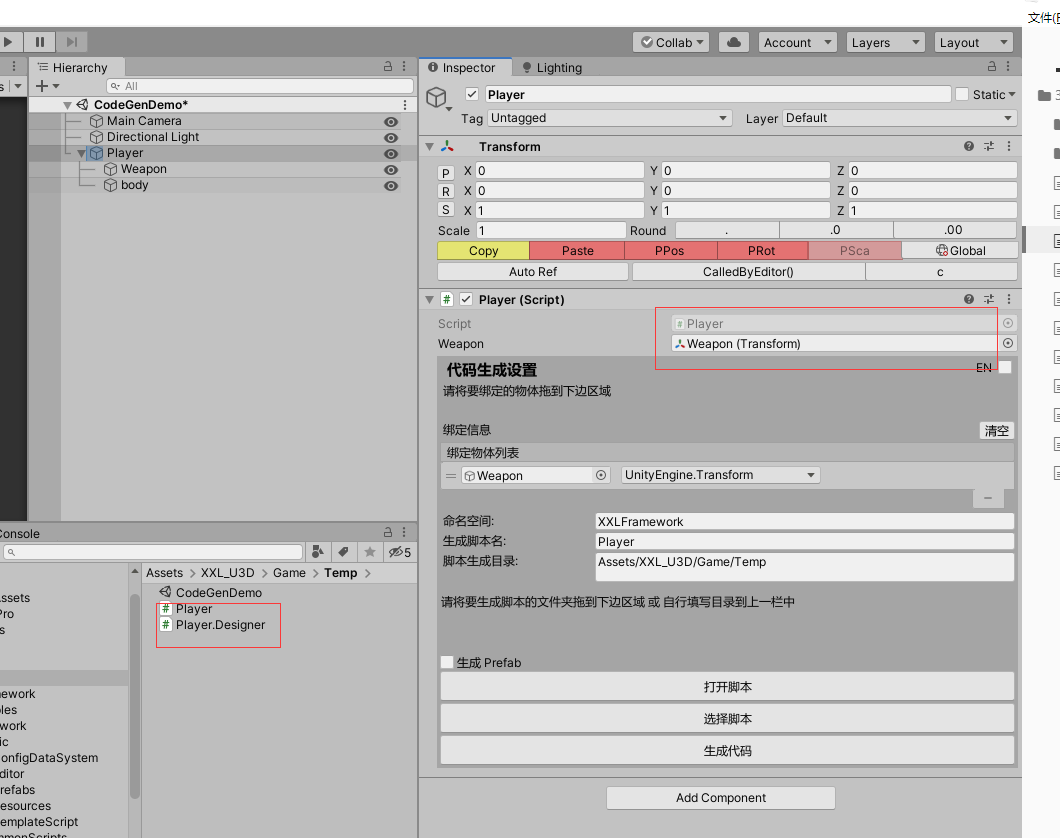 文件(
Collab
Account
Layers
Layout
Hierarchy
All
CodeGenDemo*
Main Camera
Directional Light
Player
Weapon
body
Inspector
Lighting
Player
Static
Tag Untagged
Layer Default
Transform
P X 0 Y 0 Z 0
R X 0 Y 0 Z 0
S X 1 Y 1 Z 1
Scale 1 Round . .0 .00
Copy Paste PPos PRot PSca Global
Auto Ref CalledByEditor() c
# Player (Script)
Script # Player
Weapon Weapon (Transform)
代码生成设置 EN
请将要绑定的物体拖到下边区域
绑定信息 清空
绑定物体列表
Weapon UnityEngine.Transform
命名空间: XXLFramework
生成脚本名: Player
脚本生成目录: Assets/XXL_U3D/Game/Temp
请将要生成脚本的文件夹拖到下边区域 或 自行填写目录到上一栏中
生成 Prefab
打开脚本
选择脚本
生成代码
Add Component
Console
5
Assets > XXL_U3D > Game > Temp >
CodeGenDemo
# Player
# Player.Designer
ssets
Pro
s
ework
les
work
ic
onfigDataSystem
ditor
refabs
esources
emplateScript
mmonScripts